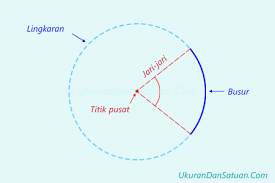 Lingkaran
Jari-jari
Busur
Titik pusat
UkuranDanSatuan.Com